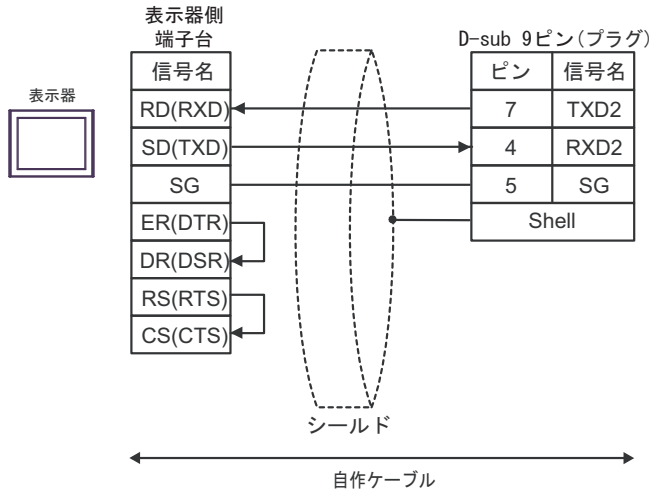 表示器側
端子台
D-sub 9ピン(プラグ)
信号名
ピン 信号名
表示器
RD(RXD) 7 TXD2
SD(TXD) 4 RXD2
SG 5 SG
ER(DTR) Shell
DR(DSR)
RS(RTS)
CS(CTS)
シールド
自作ケーブル